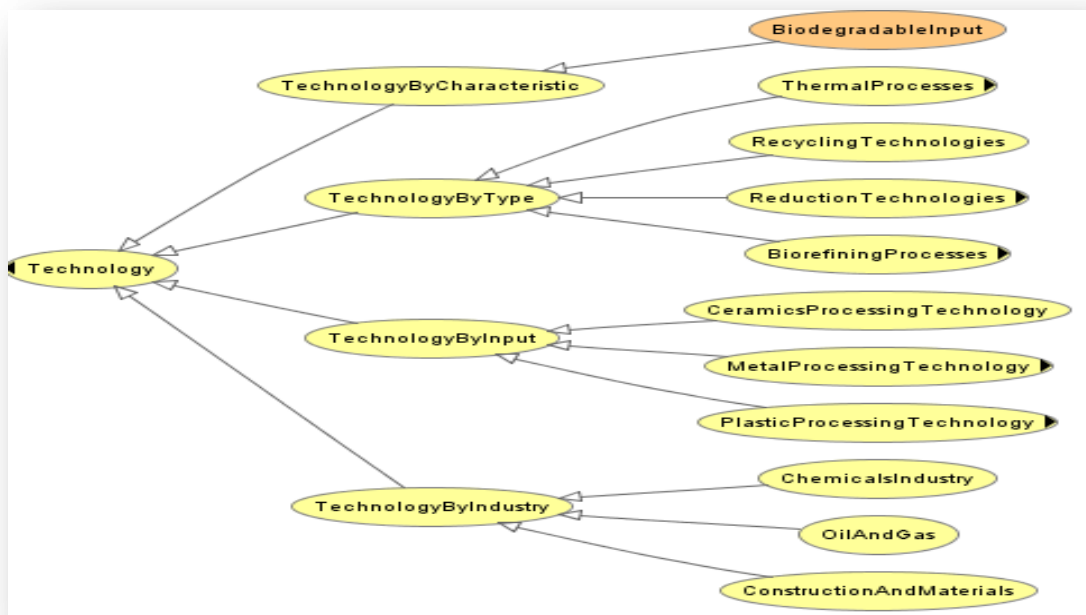 BiodegradableInput
TechnologyByCharacteristic
ThermalProcesses
RecyclingTechnologies
TechnologyByType
ReductionTechnologies
BiorefiningProcesses
Technology
CeramicsProcessingTechnology
TechnologyByInput
MetalProcessingTechnology
PlasticProcessingTechnology
ChemicalsIndustry
TechnologyByIndustry
OilAndGas
ConstructionAndMaterials